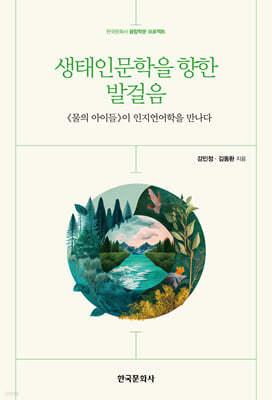 한국문화사 융합학문 프로젝트
생태인문학을 향한
발걸음
《물의 아이들》이 인지언어학을 만나다
강민정 · 김동환 지음
한국문화사